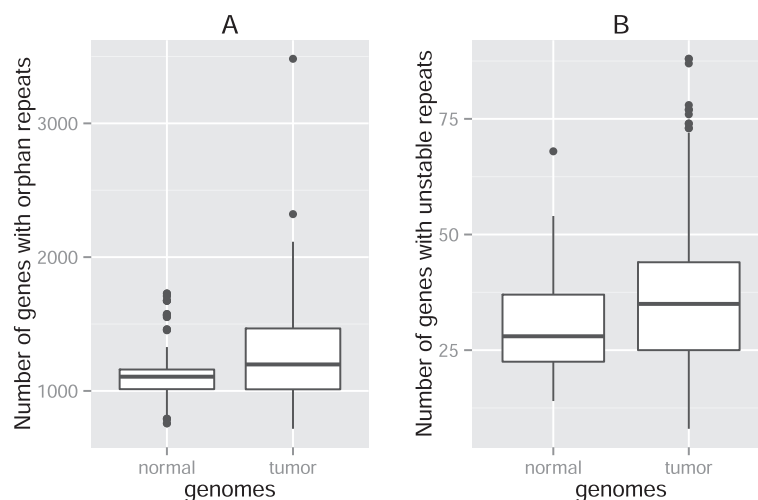 A
Number of genes with orphan repeats
3000
2000
1000
normal tumor
genomes
B
Number of genes with unstable repeats
75
50
25
normal tumor
genomes